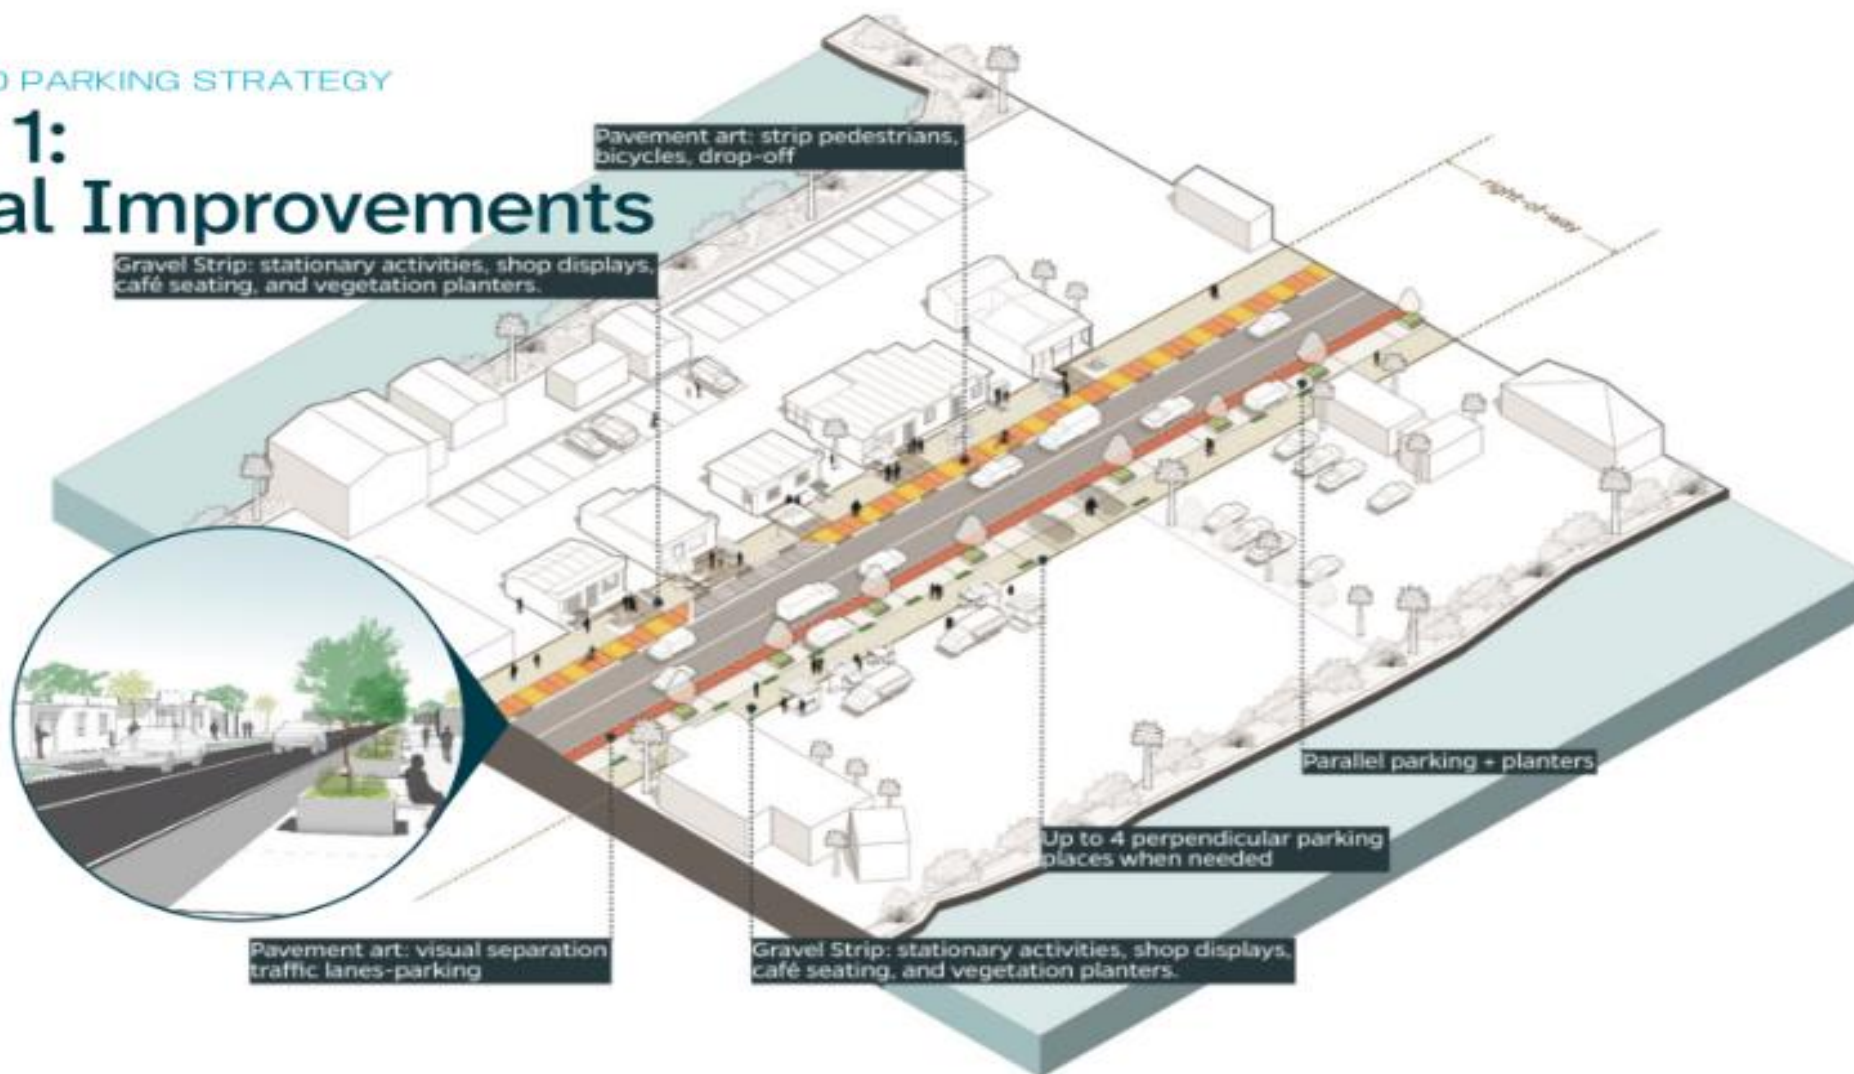 PARKING STRATEGY
1:
Improvements
Pavement art: strip pedestrians,
bicycles, drop-off
Gravel Strip: stationary activities, shop displays,
café seating, and vegetation planters.
right-of-way
Parallel parking + planters
Up to 4 perpendicular parking
places when needed
Pavement art: visual separation
traffic lanes-parking
Gravel Strip: stationary activities, shop displays,
café seating, and vegetation planters.